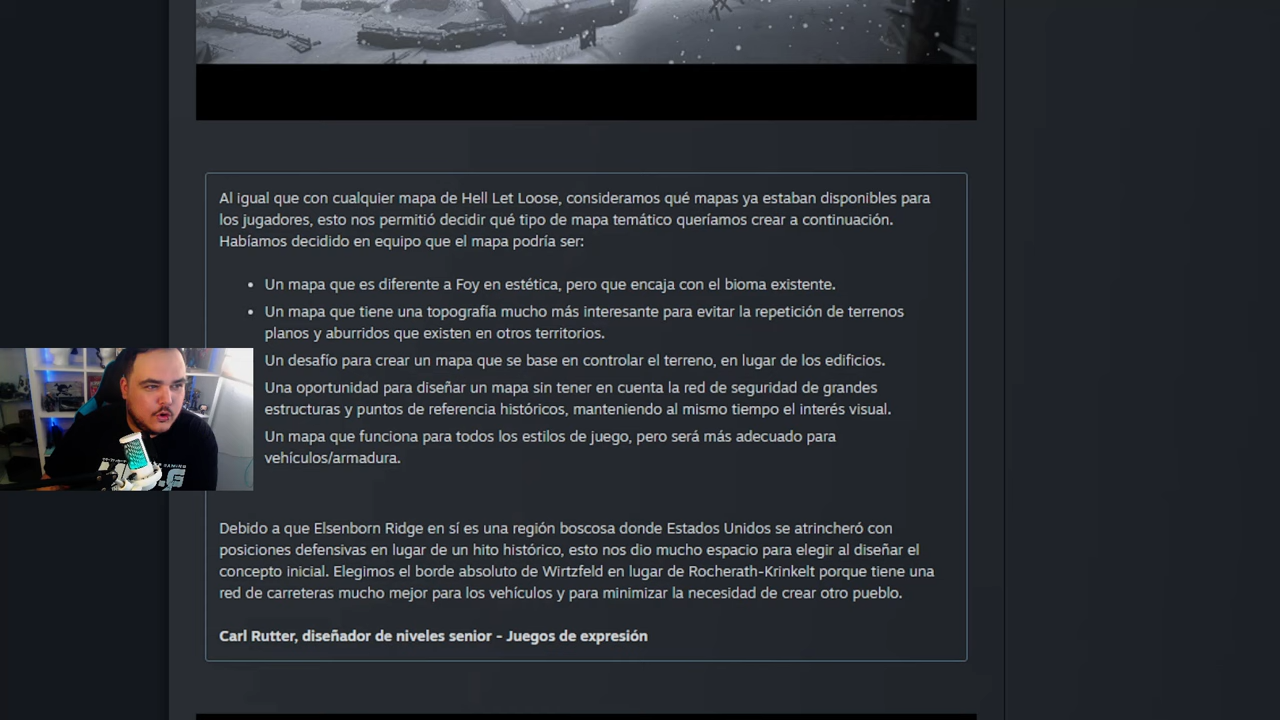 Al igual que con cualquier mapa de Hell Let Loose, consideramos qué mapas ya estaban disponibles para
los jugadores, esto nos permitió decidir qué tipo de mapa temático queríamos crear a continuación.
Habíamos decidido en equipo que el mapa podría ser:
• Un mapa que es diferente a Foy en estética, pero que encaja con el bioma existente.
• Un mapa que tiene una topografía mucho más interesante para evitar la repetición de terrenos
planos y aburridos que existen en otros territorios.
Un desafío para crear un mapa que se base en controlar el terreno, en lugar de los edificios.
Una oportunidad para diseñar un mapa sin tener en cuenta la red de seguridad de grandes
estructuras y puntos de referencia históricos, manteniendo al mismo tiempo el interés visual.
Un mapa que funciona para todos los estilos de juego, pero será más adecuado para
vehículos/armadura.
Debido a que Elsenborn Ridge en sí es una región boscosa donde Estados Unidos se atrincheró con
posiciones defensivas en lugar de un hito histórico, esto nos dio mucho espacio para elegir al diseñar el
concepto inicial. Elegimos el borde absoluto de Wirtzfeld en lugar de Rocherath-Krinkelt porque tiene una
red de carreteras mucho mejor para los vehículos y para minimizar la necesidad de crear otro pueblo.
Carl Rutter, diseñador de niveles senior - Juegos de expresión